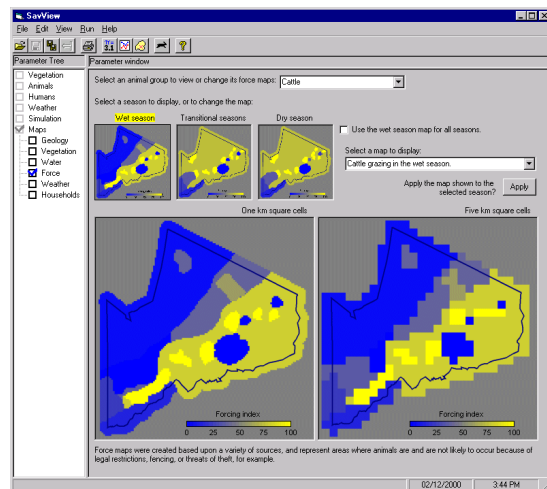 SavView
File Edit View Run Help
Parameter Tree
Parameter window
Vegetation
Animals
Humans
Weather
Simulation
Maps
Geology
Vegetation
Water
Force
Weather
Households
Select an animal group to view or change its force maps:
Cattle
Select a season to display, or to change the map:
Wet season
Transitional seasons
Dry season
Use the wet season map for all seasons.
Select a map to display:
Cattle grazing in the wet season.
Apply the map shown to the
selected season?
Apply
One km square cells
Five km square cells
Forcing index
0 25 50 75 100
Forcing index
0 25 50 75 100
Force maps were created based upon a variety of sources, and represent areas where animals are and are not likely to occur because of
legal restrictions, fencing, or threats of theft, for example.
02/12/2000
3:44 PM